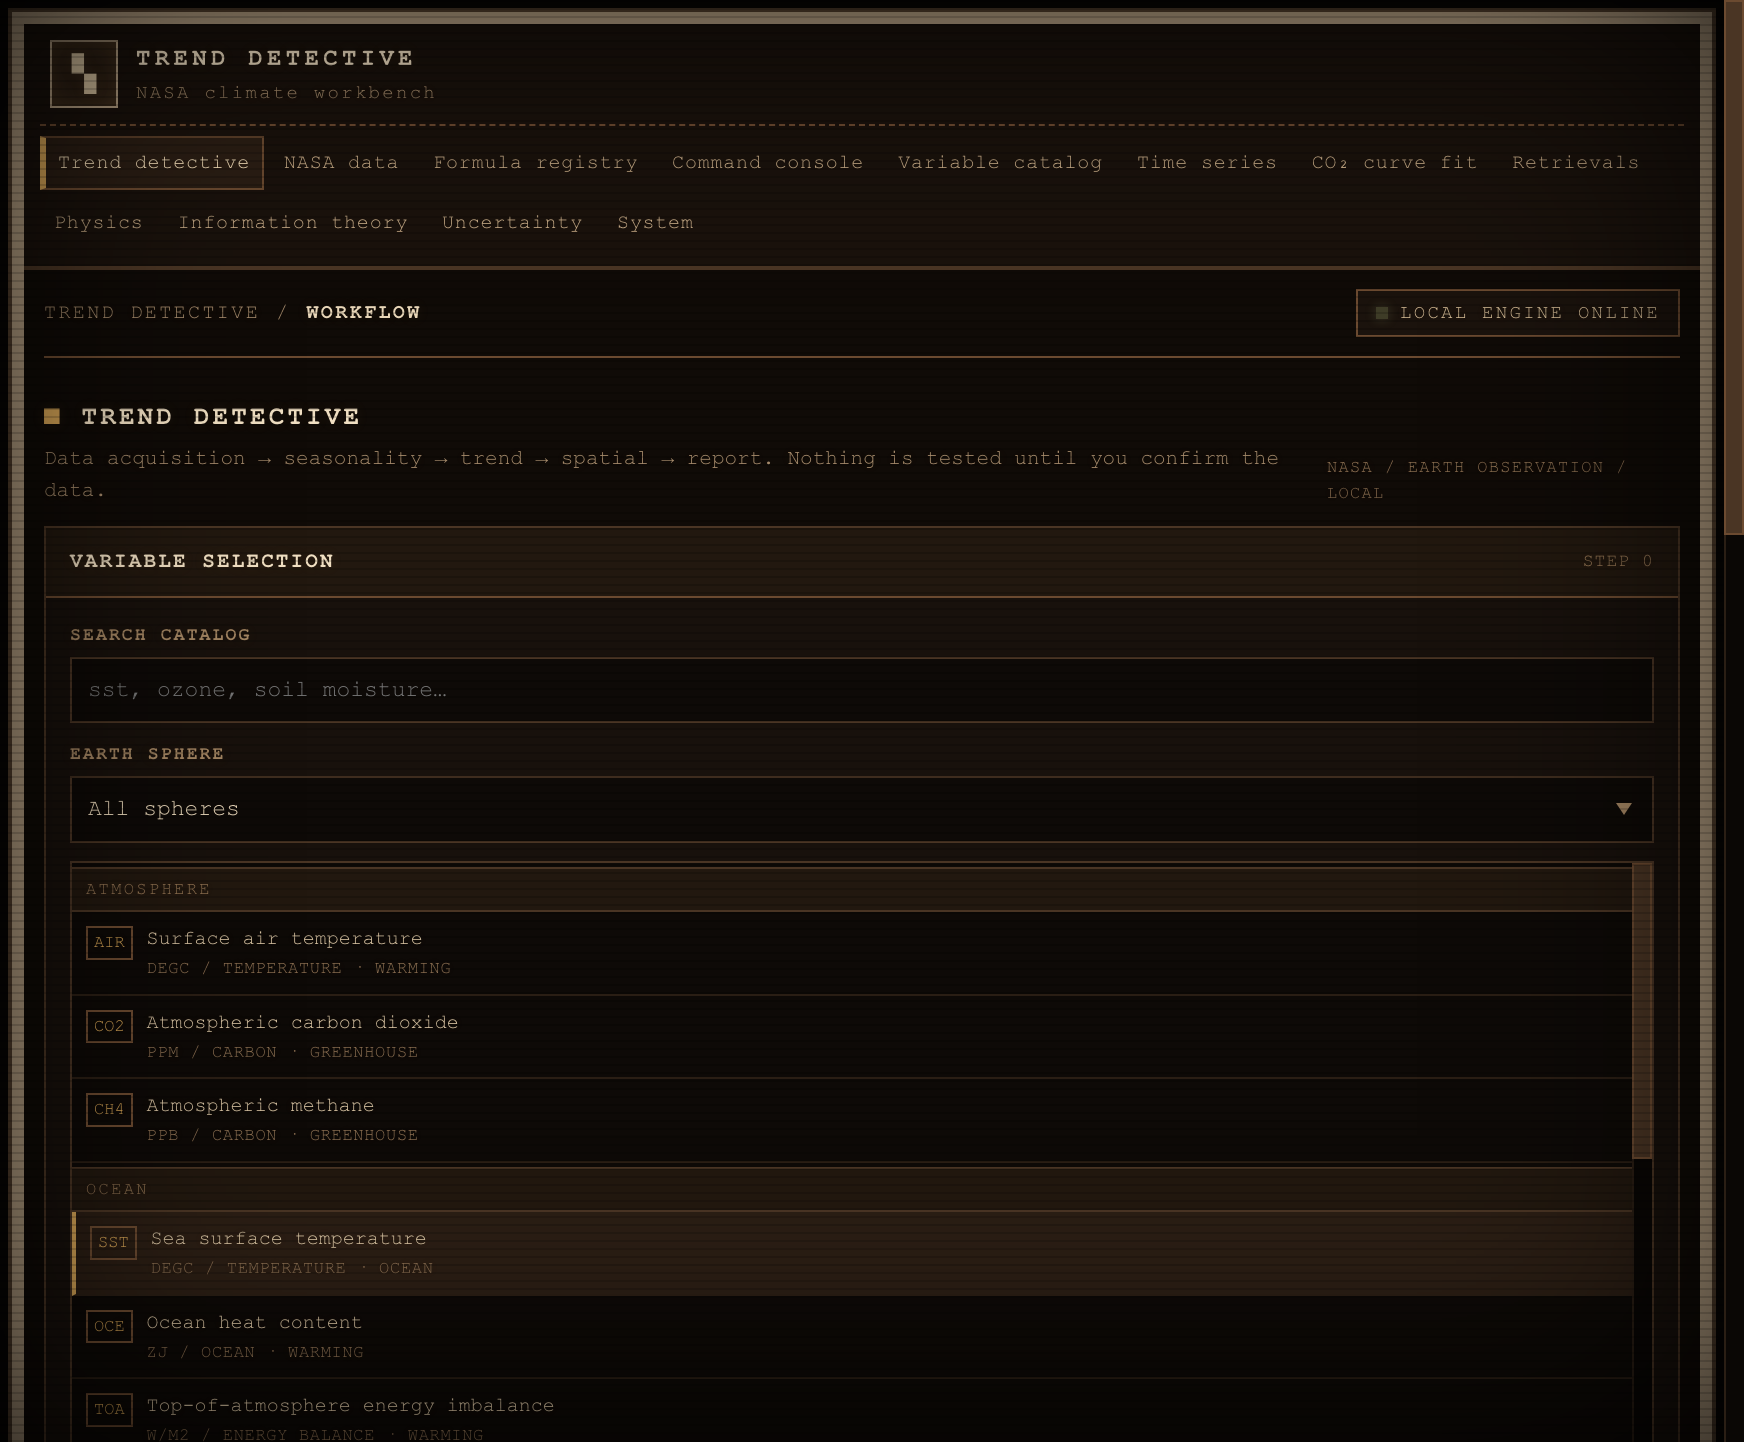 TREND DETECTIVE
NASA climate workbench
Trend detective NASA data Formula registry Command console Variable catalog Time series CO₂ curve fit Retrievals
Physics Information theory Uncertainty System
TREND DETECTIVE / WORKFLOW
LOCAL ENGINE ONLINE
TREND DETECTIVE
Data acquisition → seasonality → trend → spatial → report. Nothing is tested until you confirm the
data.
NASA / EARTH OBSERVATION /
LOCAL
VARIABLE SELECTION
STEP 0
SEARCH CATALOG
sst, ozone, soil moisture…
EARTH SPHERE
All spheres
ATMOSPHERE
AIR Surface air temperature
DEGC / TEMPERATURE · WARMING
CO2 Atmospheric carbon dioxide
PPM / CARBON · GREENHOUSE
CH4 Atmospheric methane
PPB / CARBON · GREENHOUSE
OCEAN
SST Sea surface temperature
DEGC / TEMPERATURE · OCEAN
OCE Ocean heat content
ZJ / OCEAN · WARMING
TOA Top-of-atmosphere energy imbalance
W/M2 / ENERGY BALANCE · WARMING